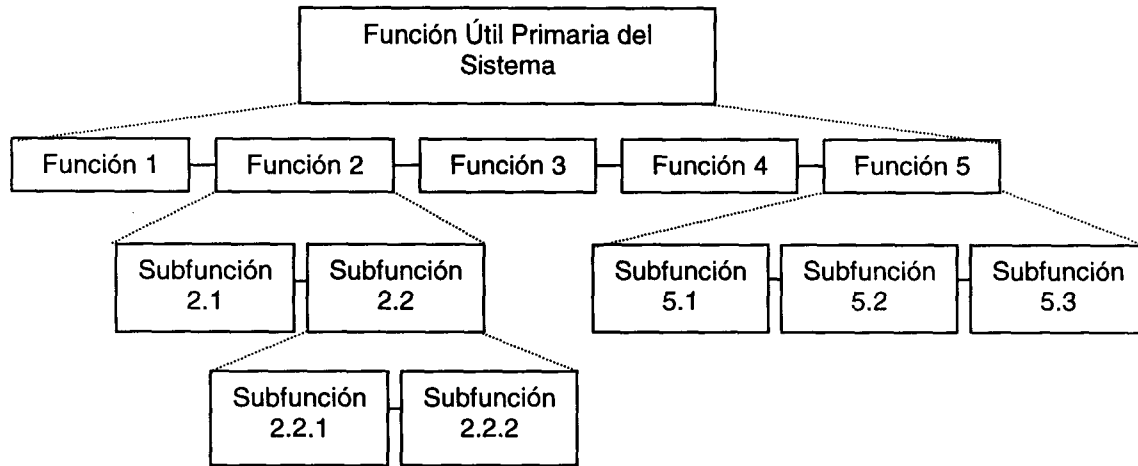 Función Útil Primaria del
Sistema
Función 1
Función 2
Función 3
Función 4
Función 5
Subfunción
2.1
Subfunción
2.2
Subfunción
5.1
Subfunción
5.2
Subfunción
5.3
Subfunción
2.2.1
Subfunción
2.2.2